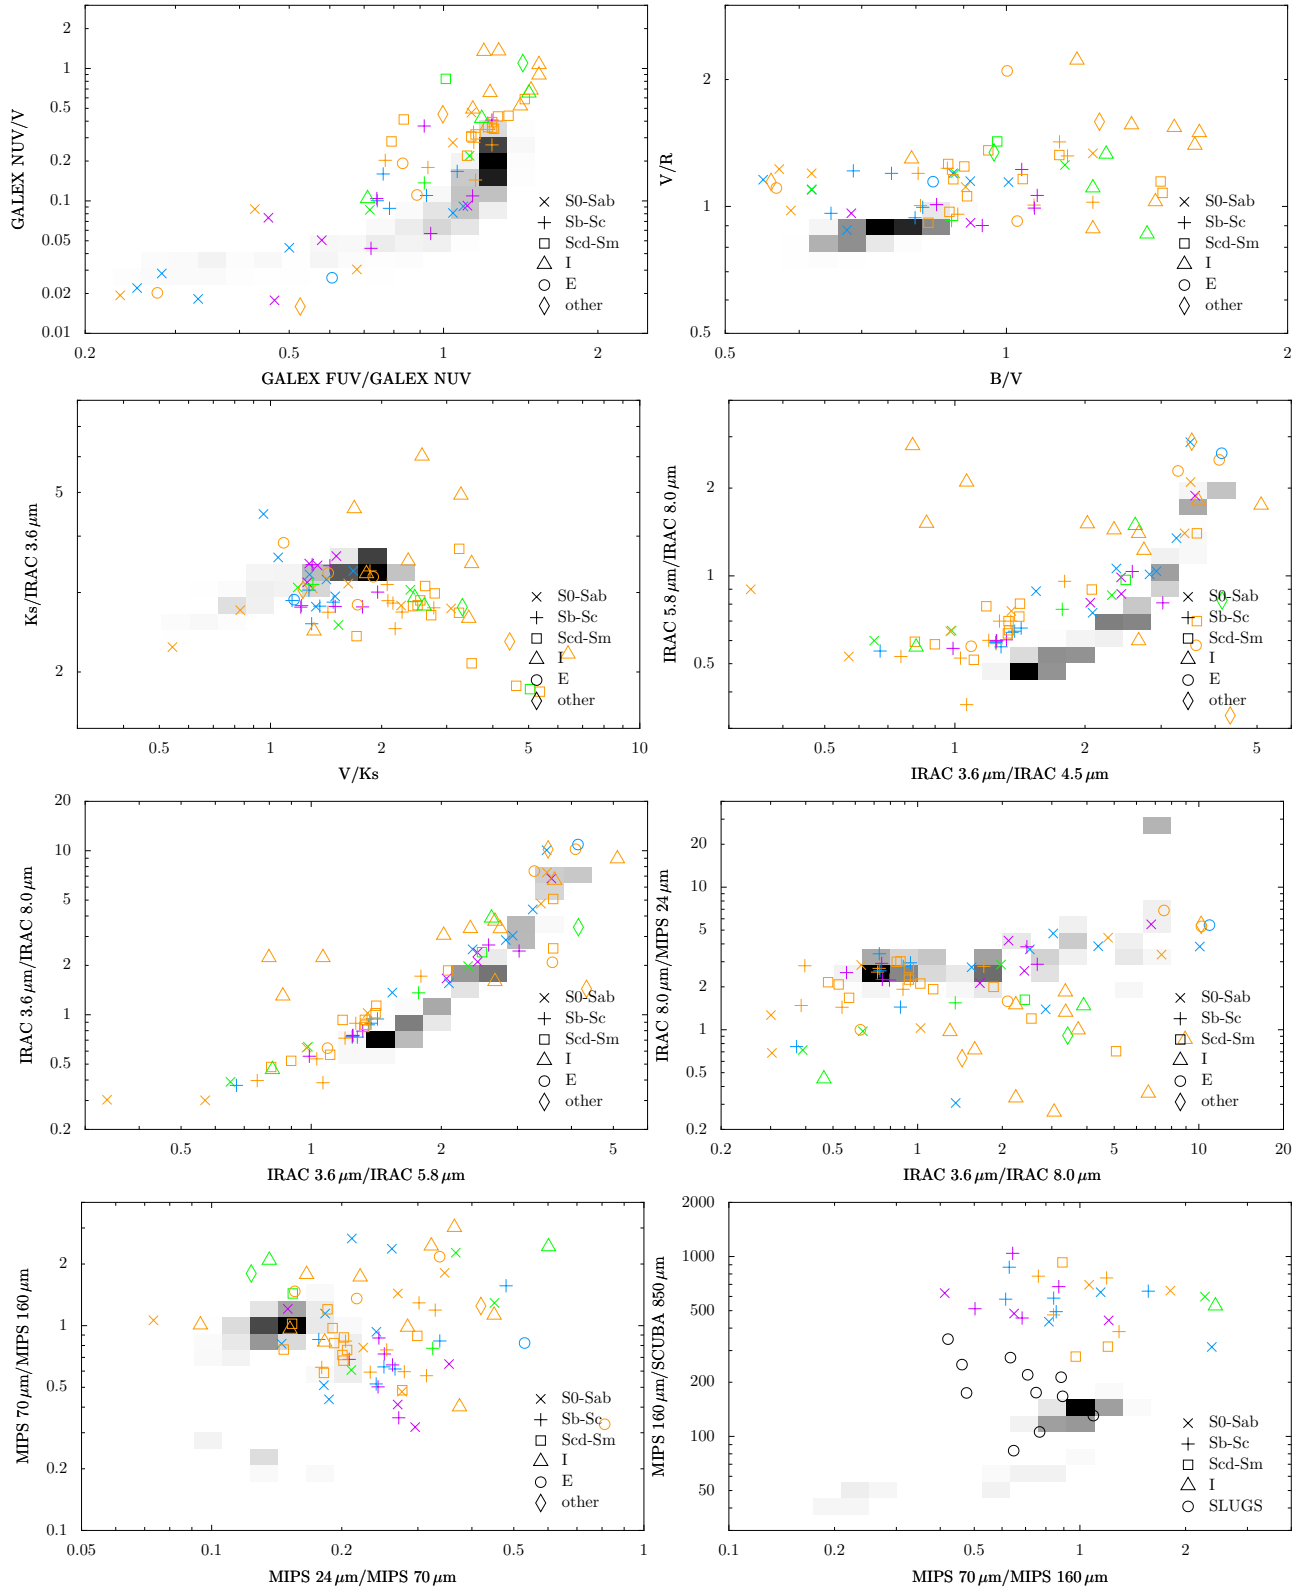 GALEX NUV/V
3
2
1
0.5
0.2
0.1
0.05
0.02
0.01
0.2
0.5
1
2
GALEX FUV/GALEX NUV
S0-Sab
Sb-Sc
Scd-Sm
I
E
other
V/R
2
1
0.5
0.5
1
2
B/V
S0-Sab
Sb-Sc
Scd-Sm
I
E
other
Ks/IRAC 3.6 μm
5
2
0.5
1
2
5
10
V/Ks
S0-Sab
Sb-Sc
Scd-Sm
I
E
other
IRAC 5.8 μm/IRAC 8.0 μm
2
1
0.5
0.5
1
2
5
IRAC 3.6 μm/IRAC 4.5 μm
S0-Sab
Sb-Sc
Scd-Sm
I
E
other
IRAC 3.6 μm/IRAC 8.0 μm
20
10
5
2
1
0.5
0.2
0.5
1
2
5
IRAC 3.6 μm/IRAC 5.8 μm
S0-Sab
Sb-Sc
Scd-Sm
I
E
other
IRAC 8.0 μm/MIPS 24 μm
20
10
5
2
1
0.5
0.2
0.2
0.5
1
2
5
10
20
IRAC 3.6 μm/IRAC 8.0 μm
S0-Sab
Sb-Sc
Scd-Sm
I
E
other
MIPS 70 μm/MIPS 160 μm
2
1
0.5
0.2
0.1
0.05
0.1
0.2
0.5
1
MIPS 24 μm/MIPS 70 μm
S0-Sab
Sb-Sc
Scd-Sm
I
E
other
MIPS 160 μm/SCUBA 850 μm
2000
1000
500
200
100
50
0.1
0.2
0.5
1
2
MIPS 70 μm/MIPS 160 μm
S0-Sab
Sb-Sc
Scd-Sm
I
SLUGS